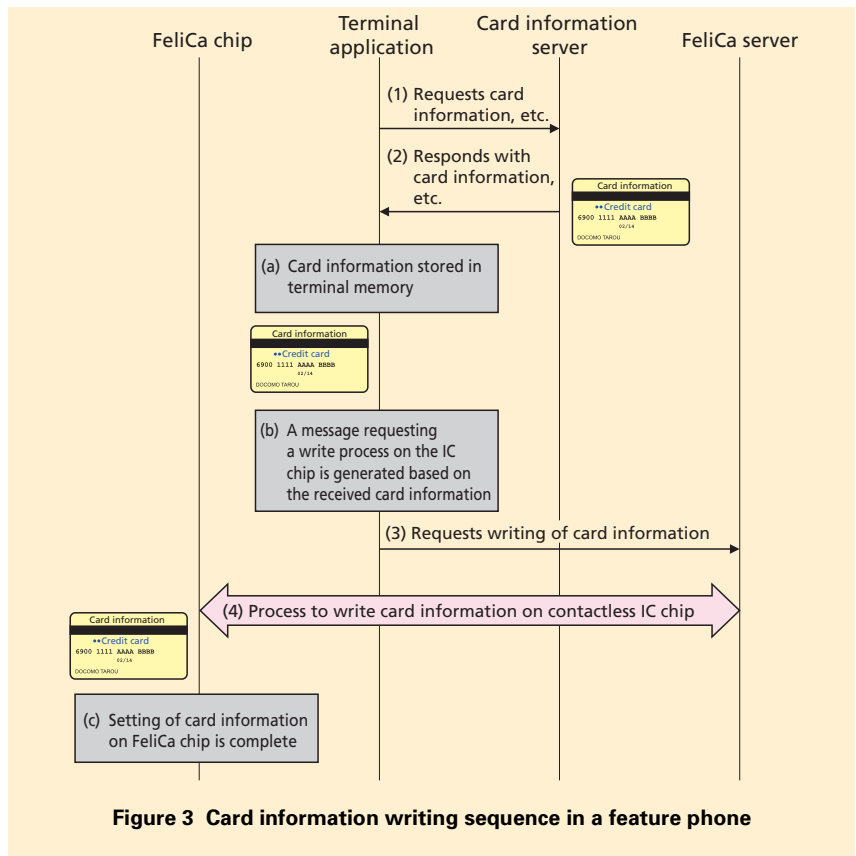 FeliCa chip
Terminal
application
Card information
server
FeliCa server
(1) Requests card
information, etc.
(2) Responds with
card information,
etc.
Card information
••Credit card
6900 1111 AAAA BBBB
02/14
DOCOMO TAROU
(a) Card information stored in
terminal memory
Card information
••Credit card
6900 1111 AAAA BBBB
02/14
DOCOMO TAROU
(b) A message requesting
a write process on the IC
chip is generated based on
the received card information
(3) Requests writing of card information
(4) Process to write card information on contactless IC chip
Card information
••Credit card
6900 1111 AAAA BBBB
02/14
DOCOMO TAROU
(c) Setting of card information
on FeliCa chip is complete
Figure 3 Card information writing sequence in a feature phone